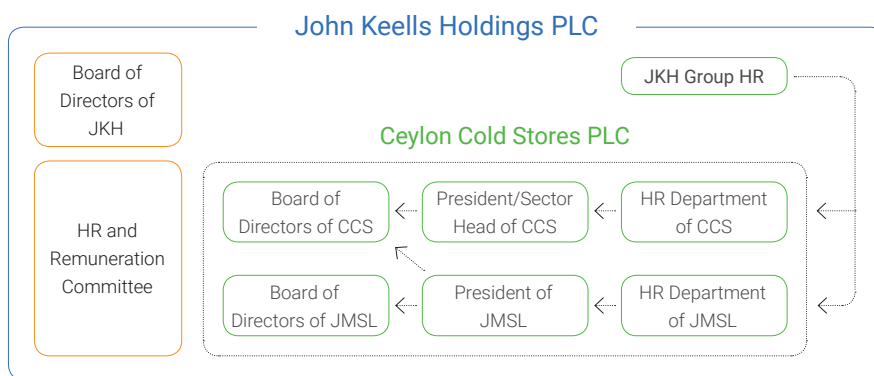 John Keells Holdings PLC
Board of
Directors of
JKH
JKH Group HR
Ceylon Cold Stores PLC
HR and
Remuneration
Committee
Board of
Directors of CCS
President/Sector
Head of CCS
HR Department
of CCS
Board of
Directors of JMSL
President of
JMSL
HR Department
of JMSL